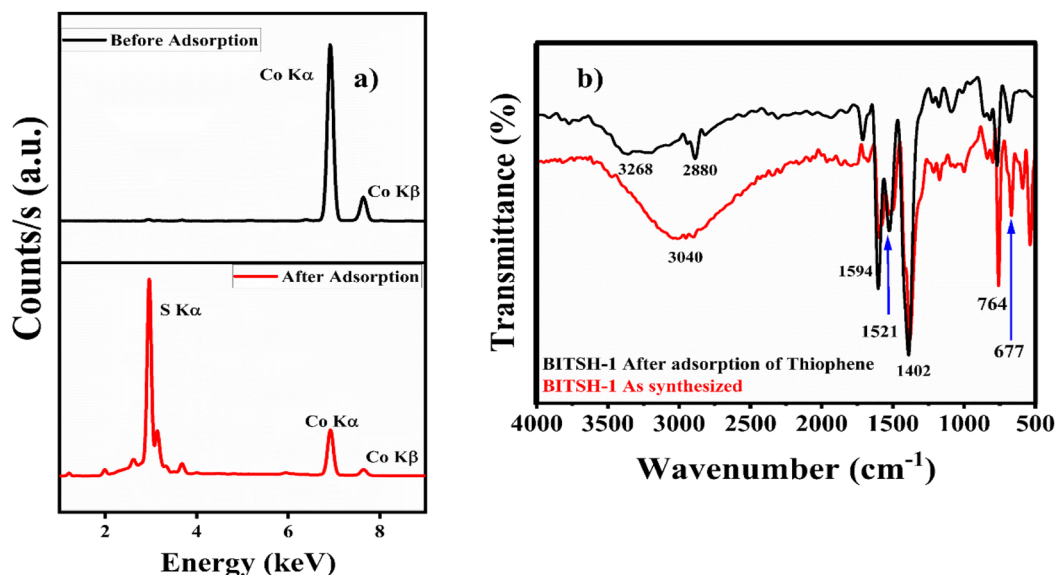 Before Adsorption
a)
Co Kα
Co Kβ
After Adsorption
S Kα
Co Kα
Co Kβ
Counts/s (a.u.)
2 4 6 8
Energy (keV)
b)
Transmittance (%)
3268
2880
3040
1594
1521
1402
764
677
BITSH-1 After adsorption of Thiophene
BITSH-1 As synthesized
4000 3500 3000 2500 2000 1500 1000 500
Wavenumber (cm⁻¹)